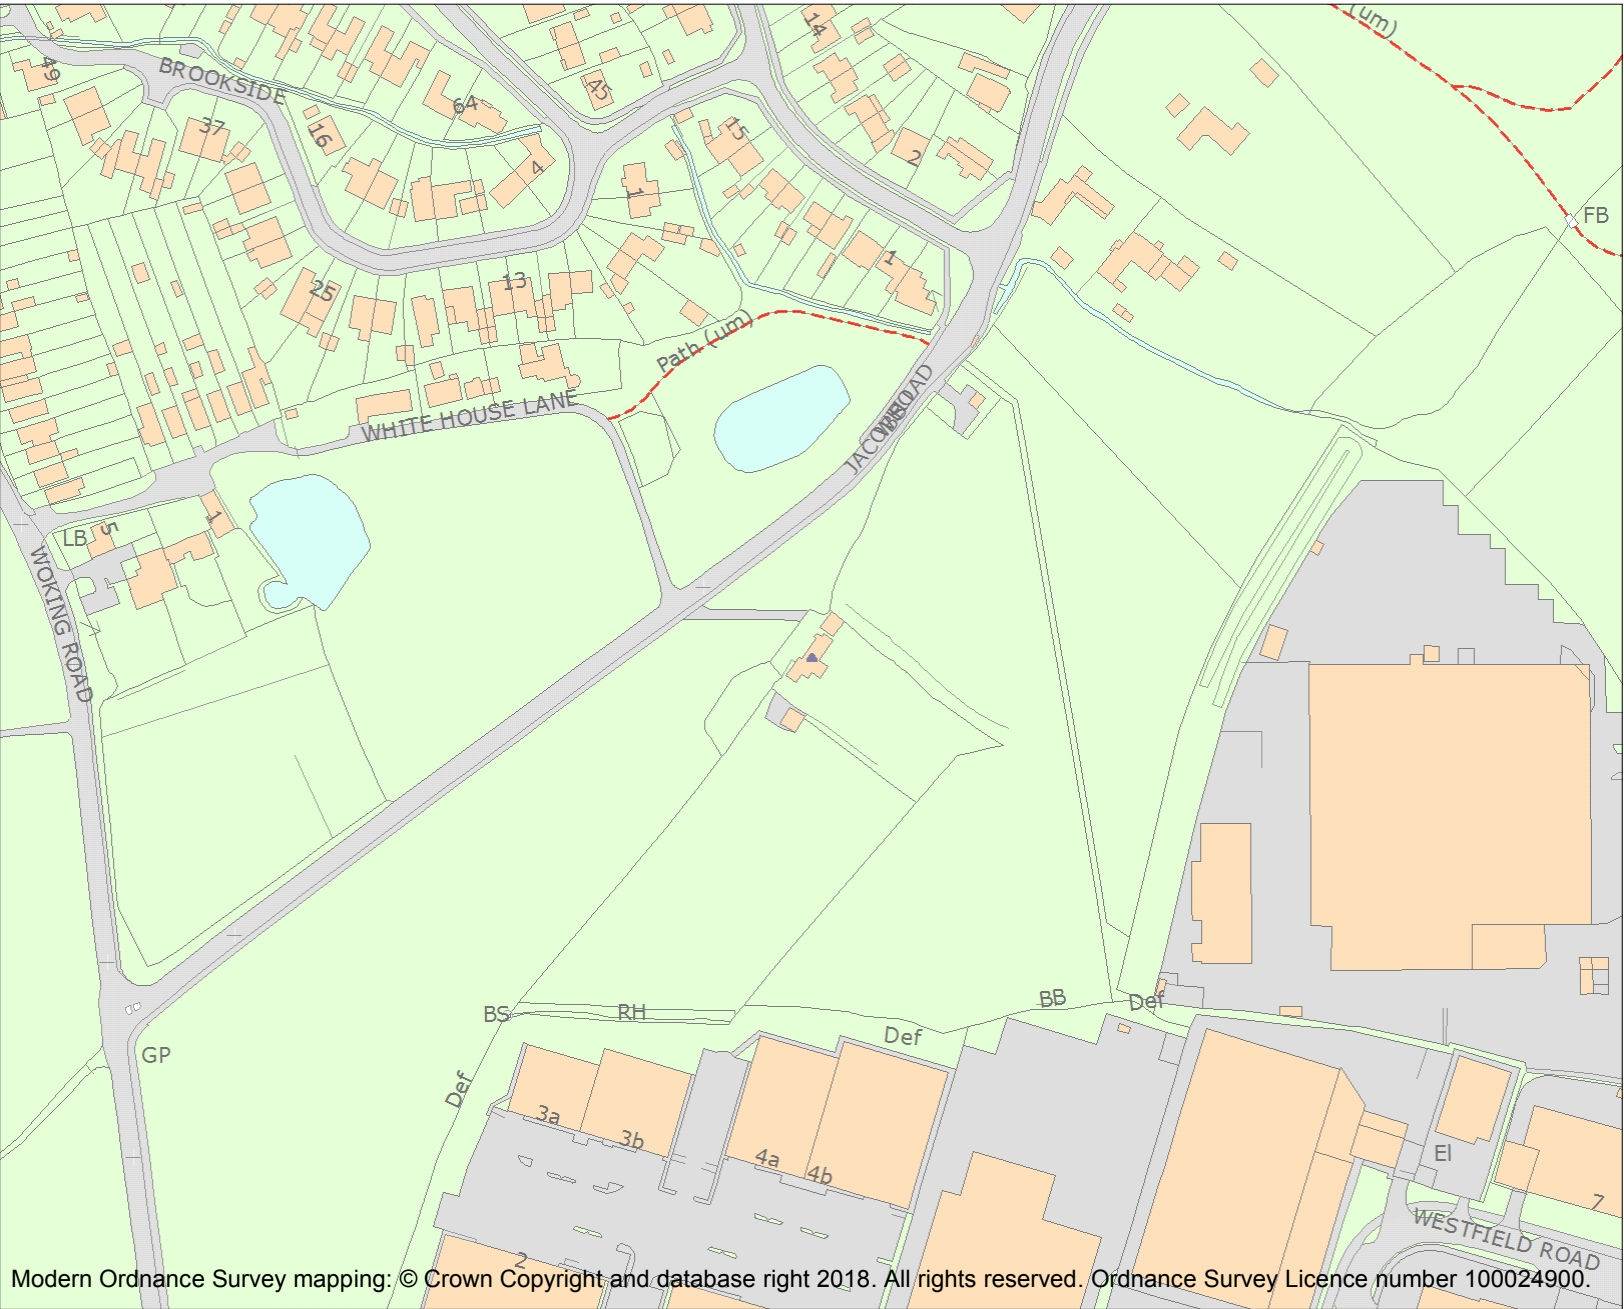 (um)
14
49
BROOKSIDE
45
64
37
16
15
2
4
1
FB
1
25
13
Path (um)
WHITE HOUSE LANE
JACOBS
ROAD
1
5
LB
WOKING ROAD
BS
RH
BB
Def
Def
GP
Def
3a
3b
4a
4b
El
7
WESTFIELD ROAD
2
Modern Ordnance Survey mapping: © Crown Copyright and database right 2018. All rights reserved. Ordnance Survey Licence number 100024900.